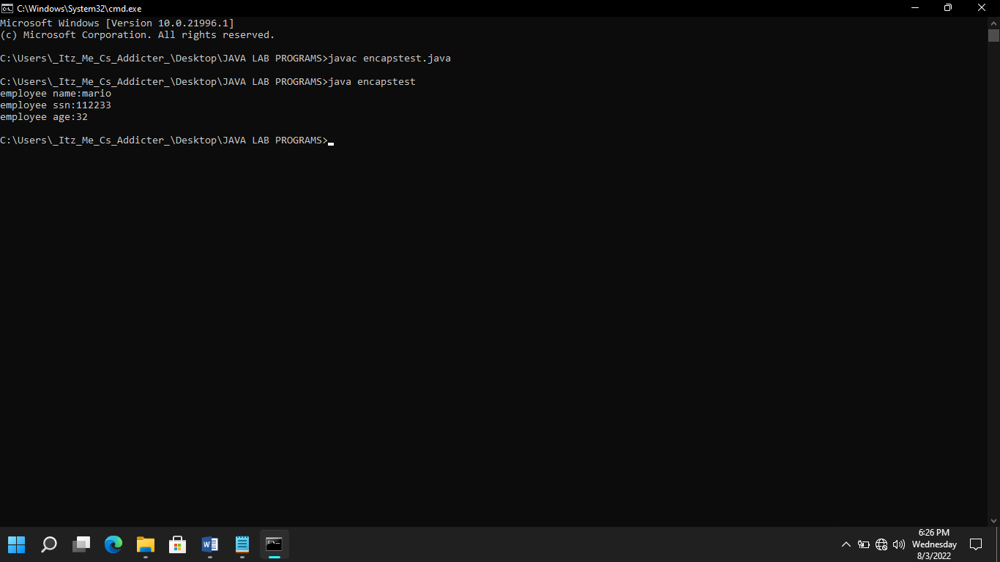 C:\Windows\System32\cmd.exe
Microsoft Windows [Version 10.0.21996.1]
(c) Microsoft Corporation. All rights reserved.
C:\Users\_Itz_Me_Cs_Addicter_\Desktop\JAVA LAB PROGRAMS>javac encapstest.java
C:\Users\_Itz_Me_Cs_Addicter_\Desktop\JAVA LAB PROGRAMS>java encapstest
employee name:mario
employee ssn:112233
employee age:32
C:\Users\_Itz_Me_Cs_Addicter_\Desktop\JAVA LAB PROGRAMS>
6:26 PM
Wednesday
8/3/2022